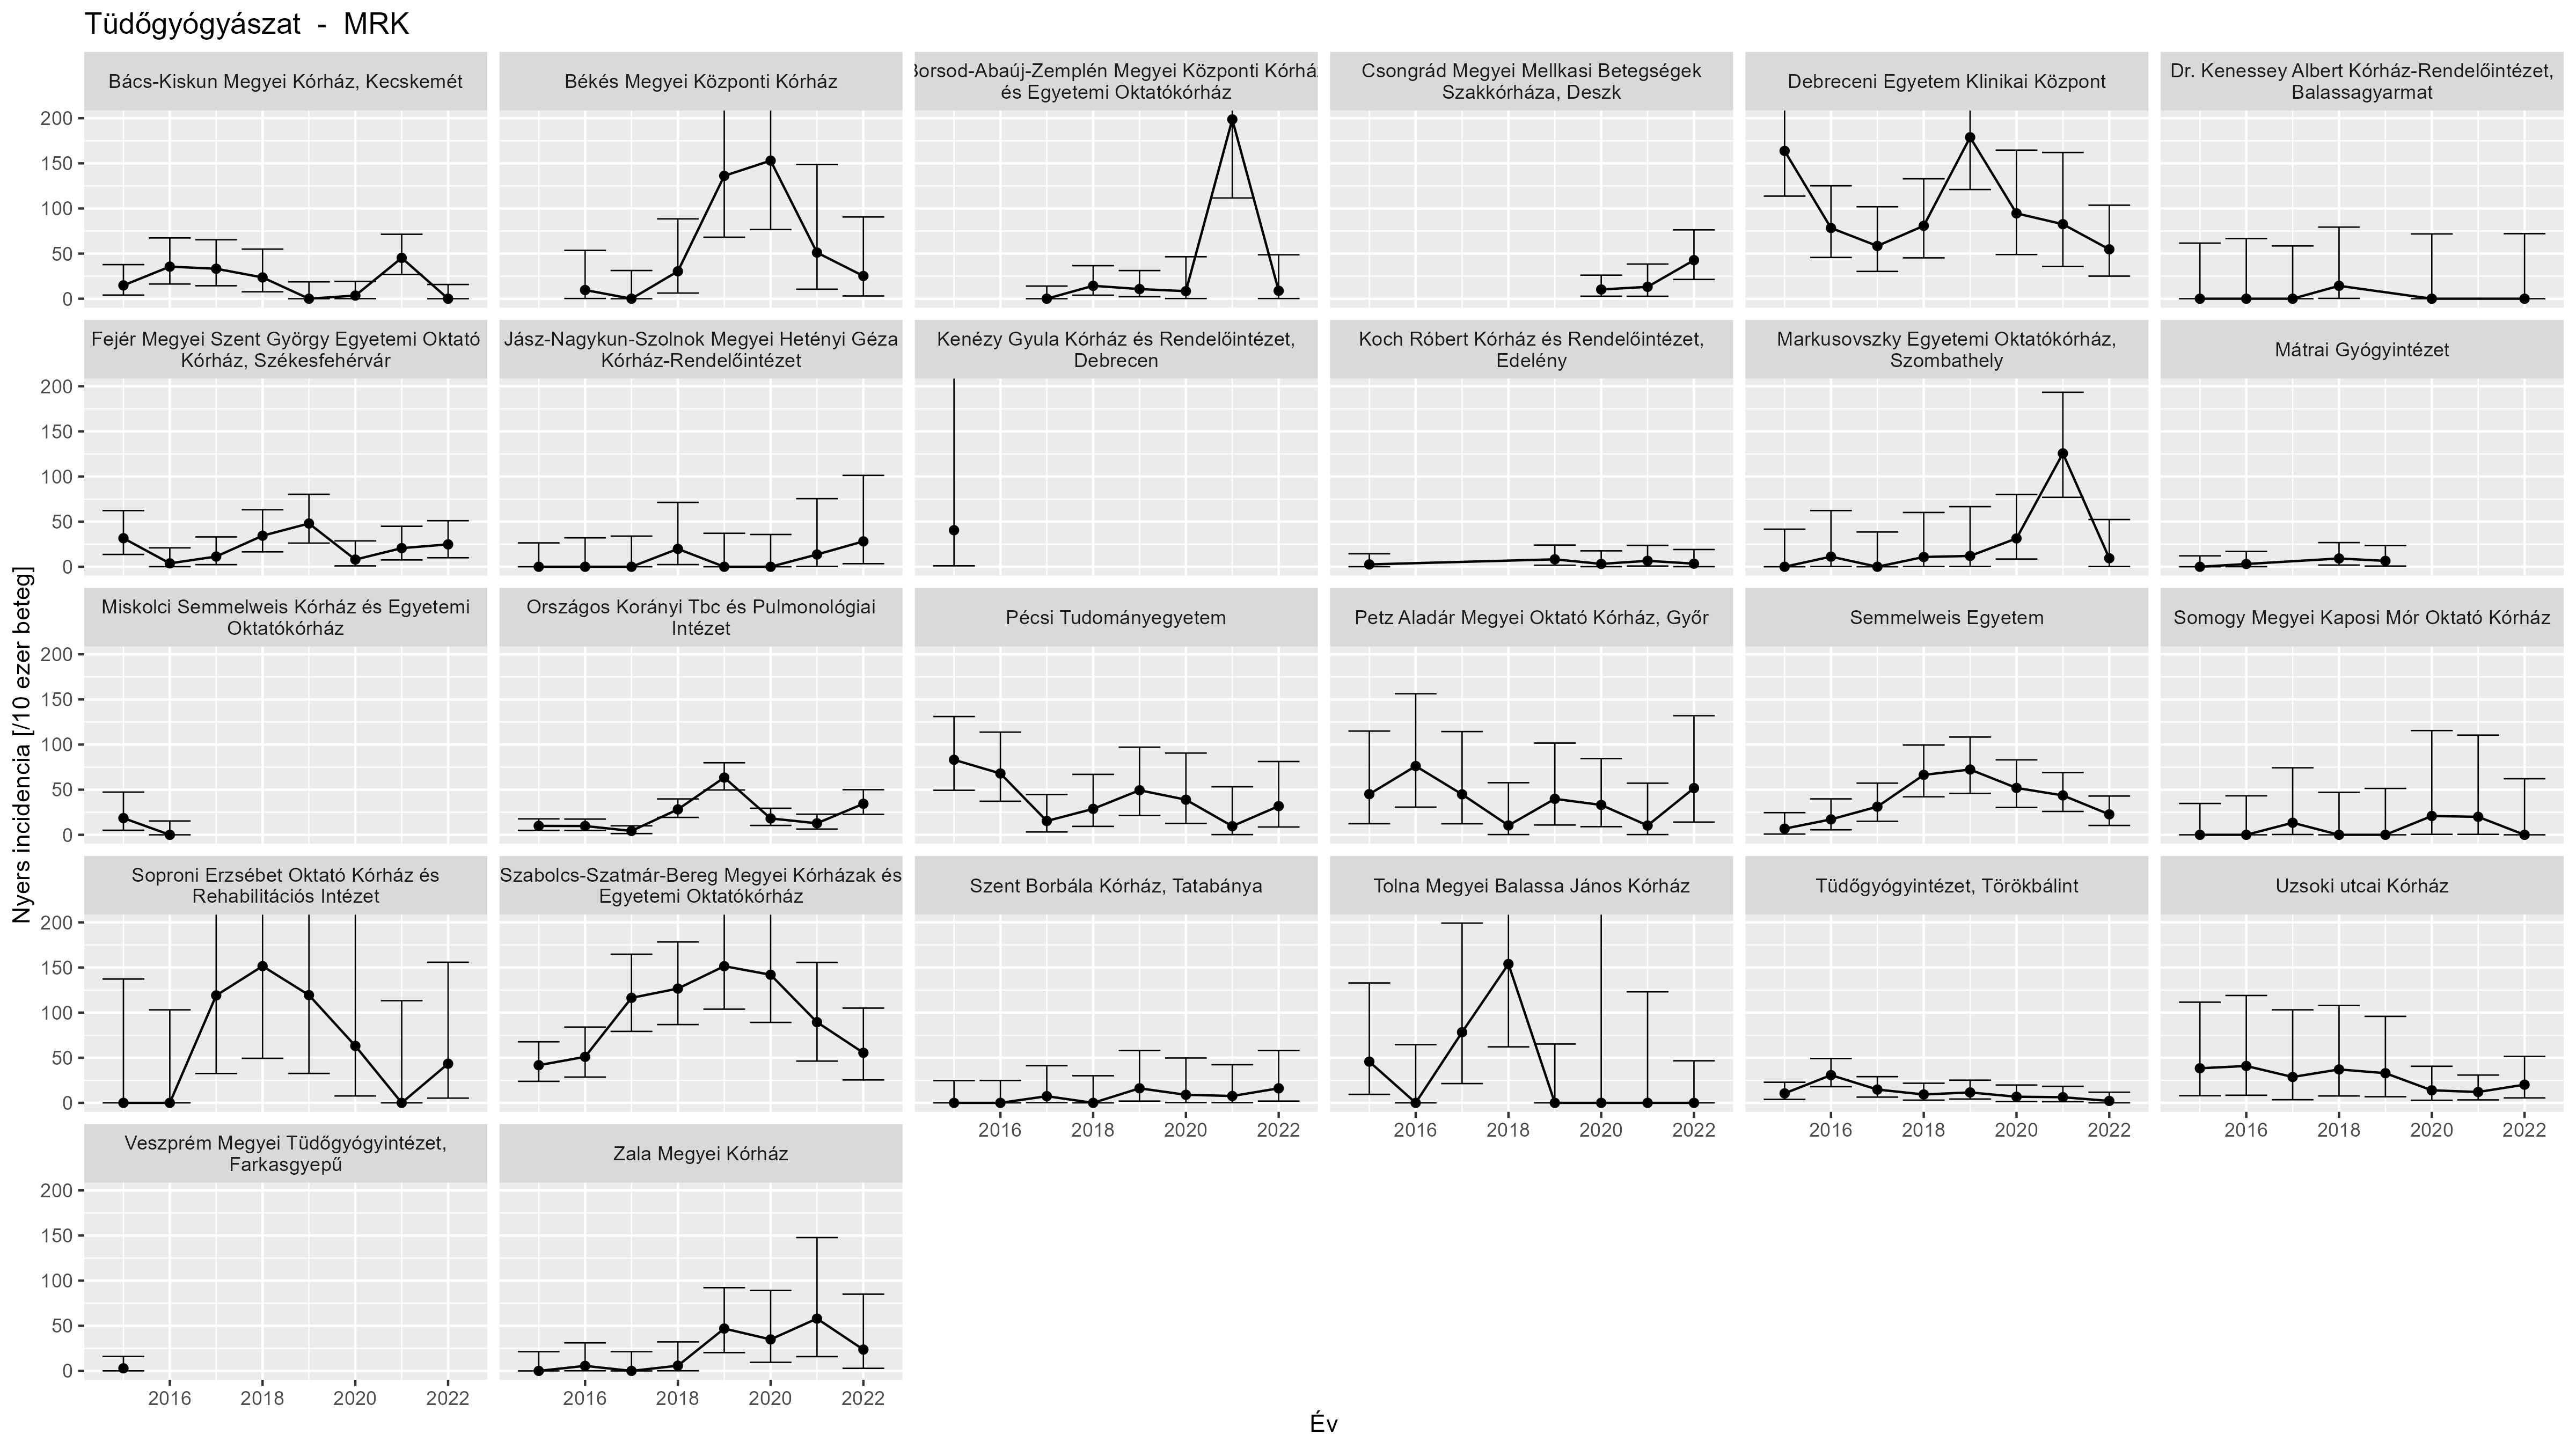 Tüdőgyógyászat  -  MRK
Nyers incidencia [/10 ezer beteg]
Bács-Kiskun Megyei Kórház, Kecskemét
Békés Megyei Központi Kórház
Borsod-Abaúj-Zemplén Megyei Központi Kórház
és Egyetemi Oktatókórház
Csongrád Megyei Mellkasi Betegségek
Szakkórháza, Deszk
Debreceni Egyetem Klinikai Központ
Dr. Kenessey Albert Kórház-Rendelőintézet,
Balassagyarmat
200
150
100
50
0
Fejér Megyei Szent György Egyetemi Oktató
Kórház, Székesfehérvár
Jász-Nagykun-Szolnok Megyei Hetényi Géza
Kórház-Rendelőintézet
Kenézy Gyula Kórház és Rendelőintézet,
Debrecen
Koch Róbert Kórház és Rendelőintézet,
Edelény
Markusovszky Egyetemi Oktatókórház,
Szombathely
Mátrai Gyógyintézet
200
150
100
50
0
Miskolci Semmelweis Kórház és Egyetemi
Oktatókórház
Országos Korányi Tbc és Pulmonológiai
Intézet
Pécsi Tudományegyetem
Petz Aladár Megyei Oktató Kórház, Győr
Semmelweis Egyetem
Somogy Megyei Kaposi Mór Oktató Kórház
200
150
100
50
0
Soproni Erzsébet Oktató Kórház és
Rehabilitációs Intézet
Szabolcs-Szatmár-Bereg Megyei Kórházak és
Egyetemi Oktatókórház
Szent Borbála Kórház, Tatabánya
Tolna Megyei Balassa János Kórház
Tüdőgyógyintézet, Törökbálint
Uzsoki utcai Kórház
200
150
100
50
0
2016 2018 2020 2022
2016 2018 2020 2022
2016 2018 2020 2022
2016 2018 2020 2022
Veszprém Megyei Tüdőgyógyintézet,
Farkasgyepű
Zala Megyei Kórház
200
150
100
50
0
2016 2018 2020 2022
2016 2018 2020 2022
Év